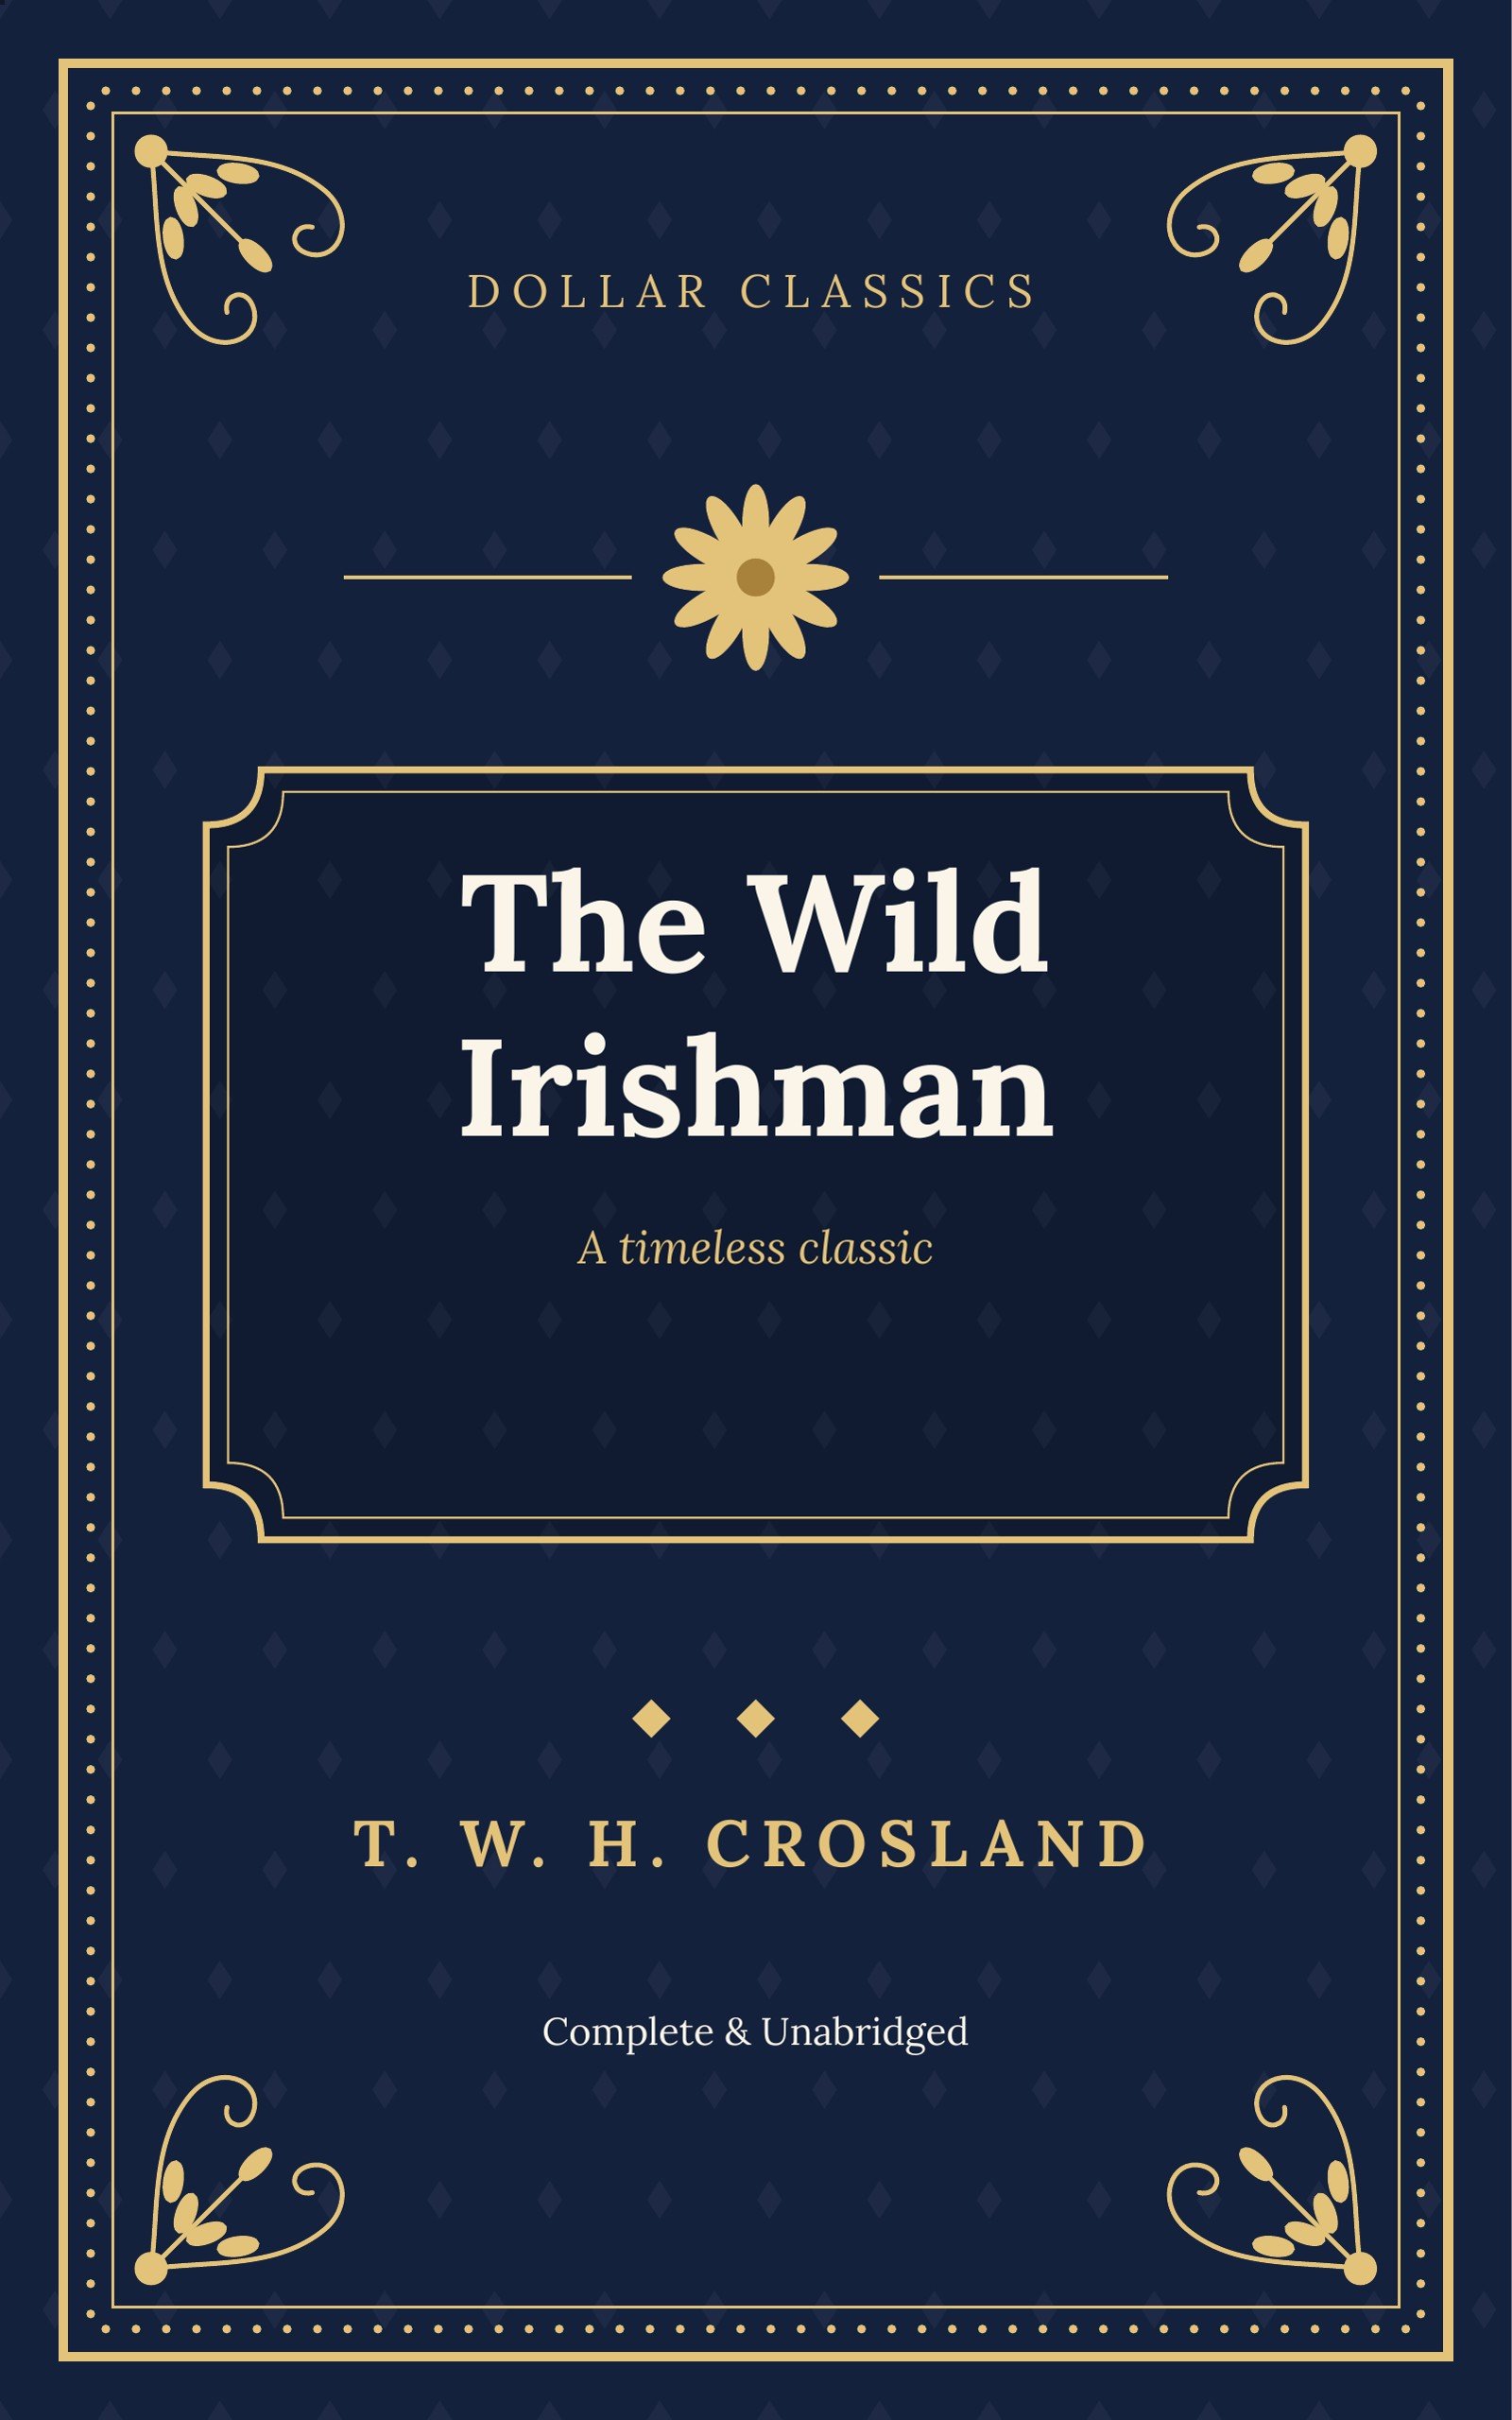 DOLLAR CLASSICS
The Wild
Irishman
A timeless classic
T. W. H. CROSLAND
Complete & Unabridged